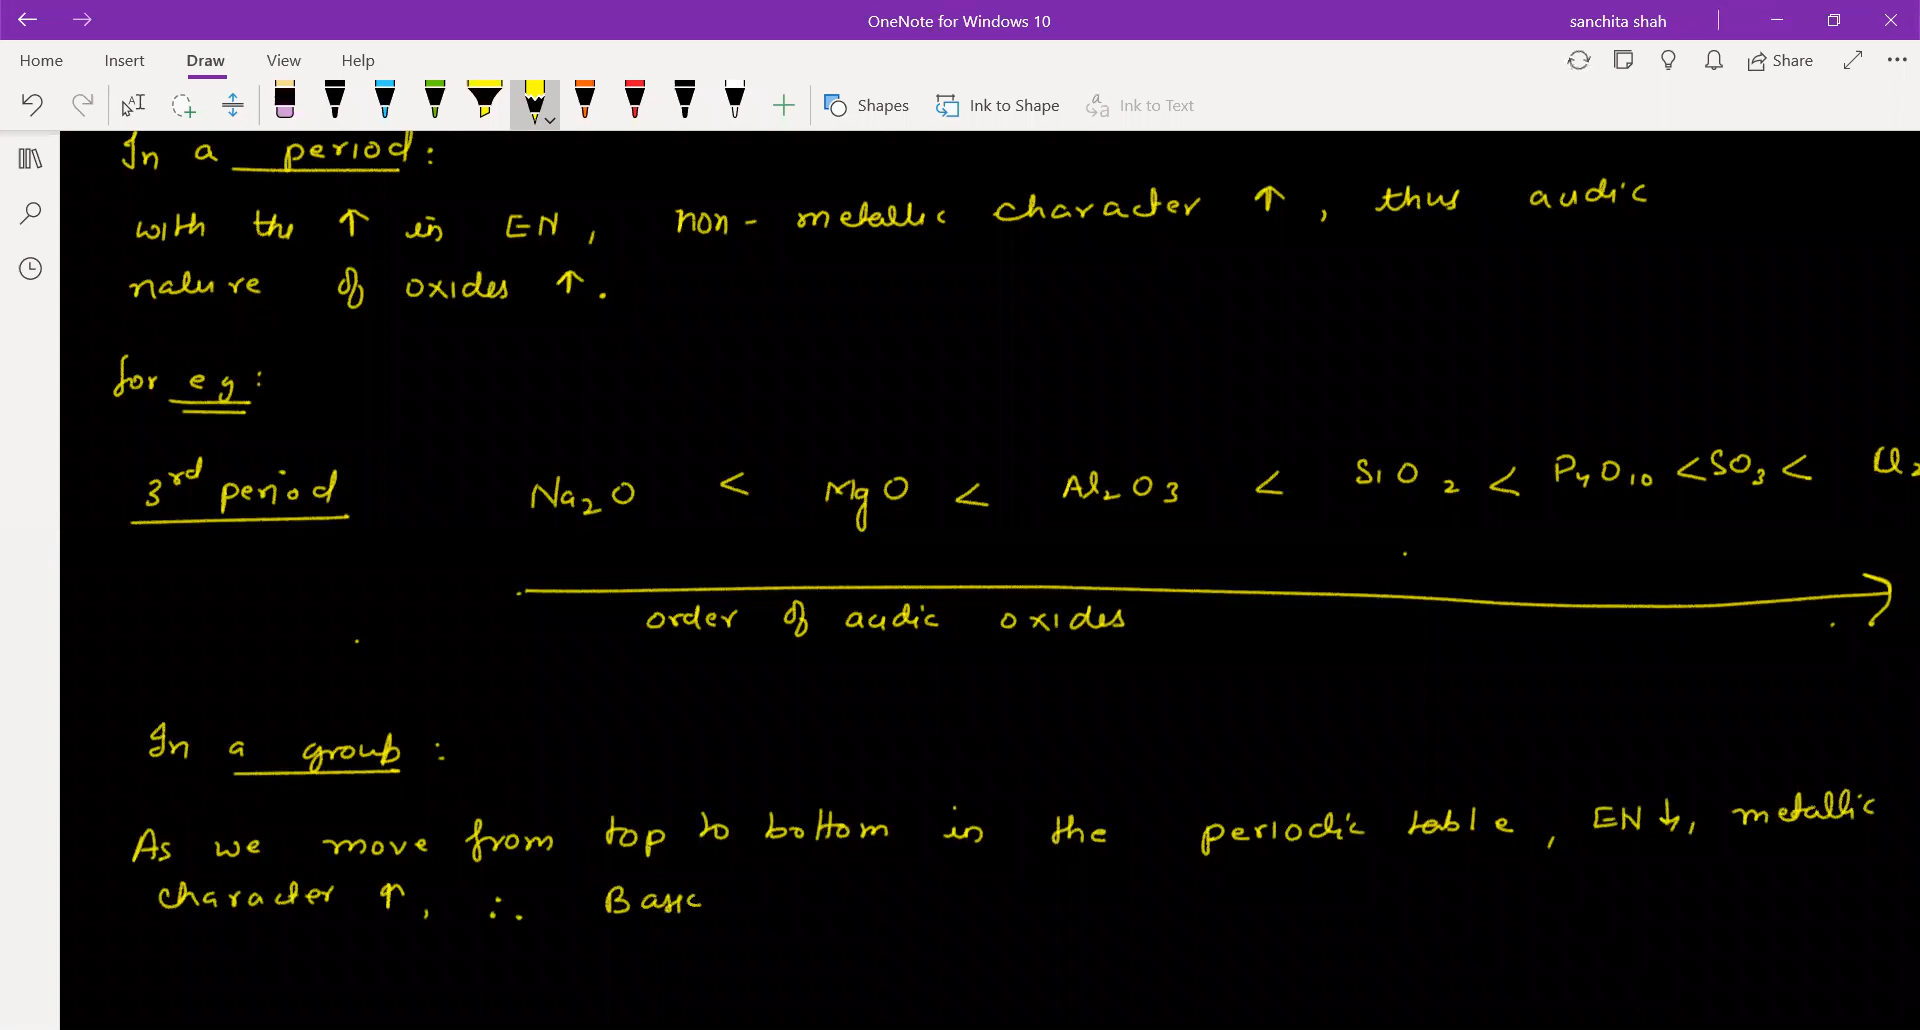 OneNote for Windows 10
sanchita shah
Home Insert Draw View Help
Share
Shapes Ink to Shape Ink to Text
In a period :
with the ↑ in EN , non - metallic character ↑ , thus acidic
nature of oxides ↑ .
for eg :
3rd period Na2O < MgO < Al2O3 < SiO2 < P4O10 < SO3 < Cl2
order of acidic oxides
In a group :
As we move from top to bottom in the periodic table , EN ↓, metallic
character ↑ , ∴ Basic